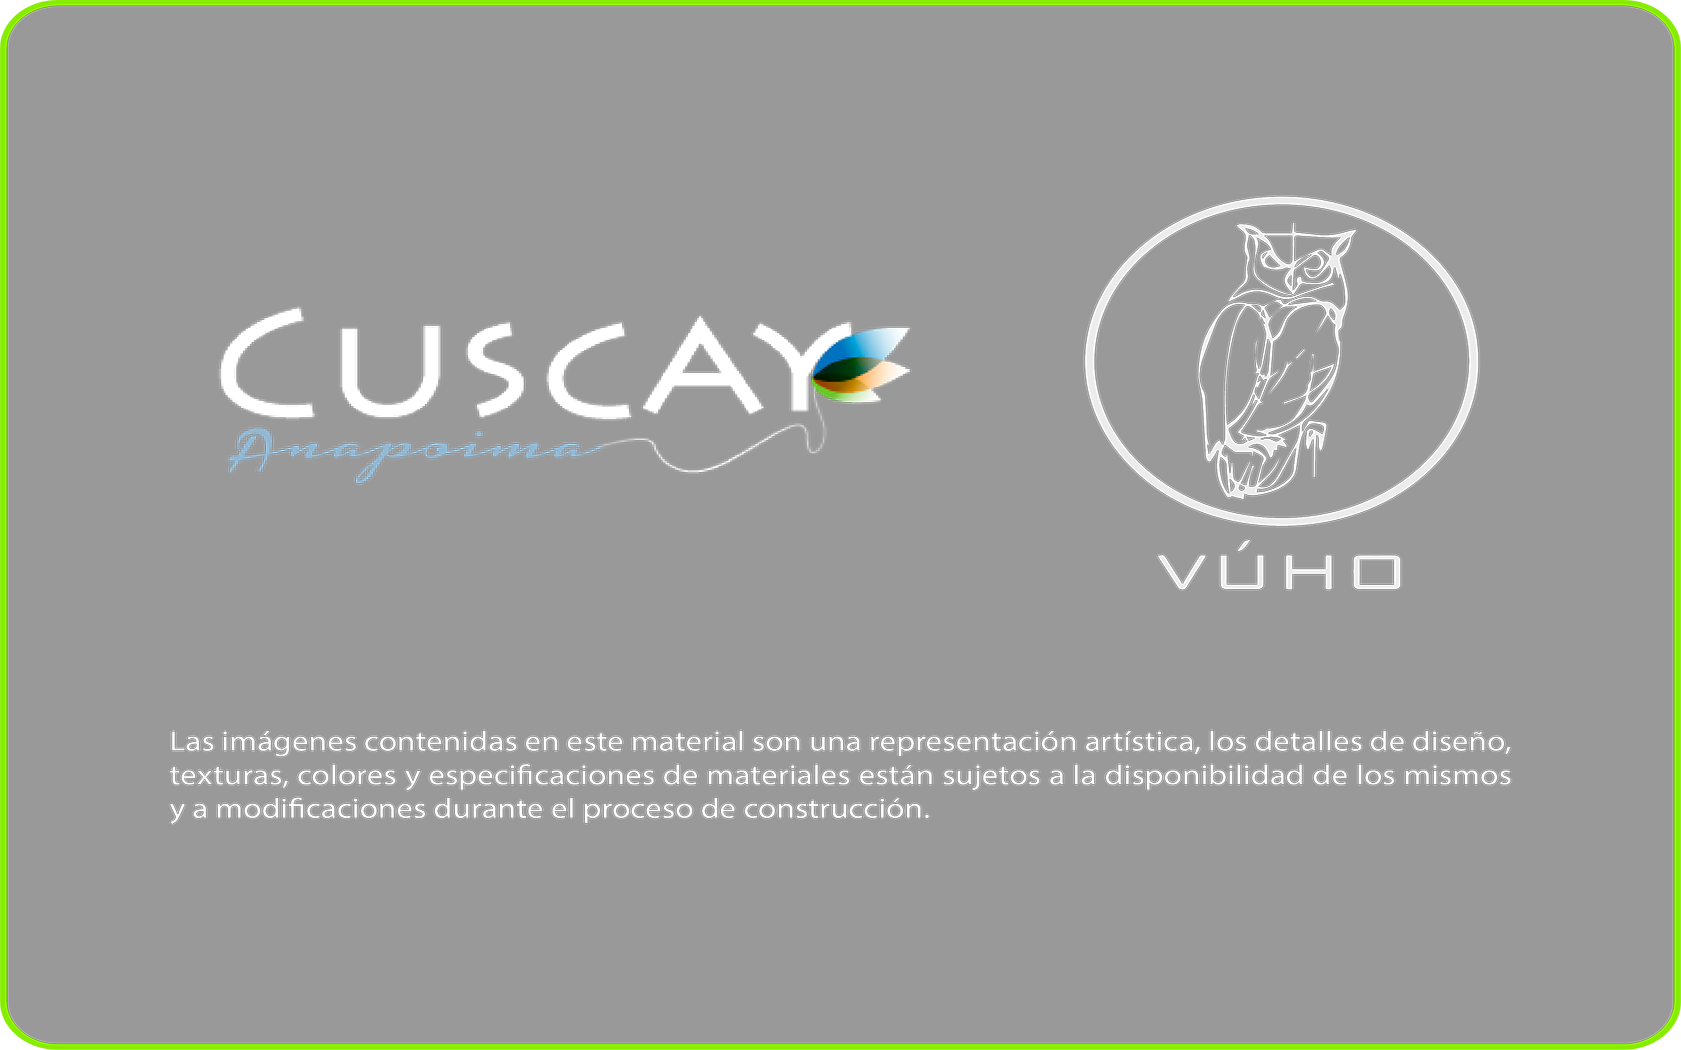 CUSCAY
Anapoima
VÚHO
Las imágenes contenidas en este material son una representación artística, los detalles de diseño,
texturas, colores y especificaciones de materiales están sujetos a la disponibilidad de los mismos
y a modificaciones durante el proceso de construcción.